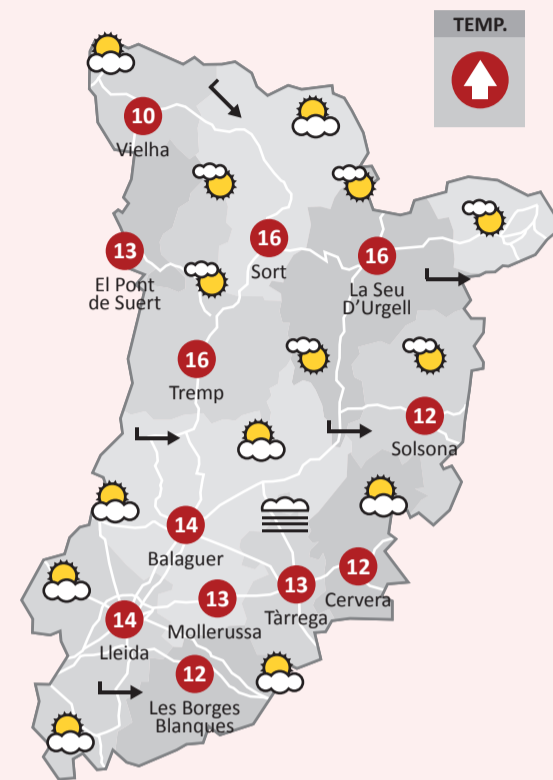 TEMP.
10
Vielha
13
El Pont
de Suert
16
Sort
16
La Seu
D'Urgell
16
Tremp
12
Solsona
14
Balaguer
13
Mollerussa
13
Tàrrega
12
Cervera
14
Lleida
12
Les Borges
Blanques